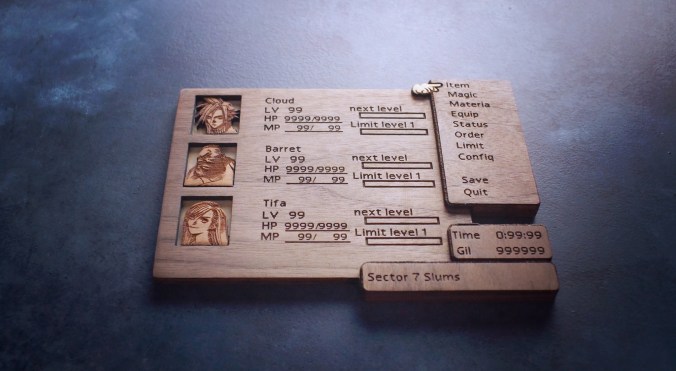 Cloud
LV 99
HP 9999/9999
MP 99/ 99
next level
Limit level 1
Barret
LV 99
HP 9999/9999
MP 99/ 99
next level
Limit level 1
Tifa
LV 99
HP 9999/9999
MP 99/ 99
next level
Limit level 1
Item
Magic
Materia
Equip
Status
Order
Limit
Config
Save
Quit
Time 0:99:99
Gil 999999
Sector 7 Slums